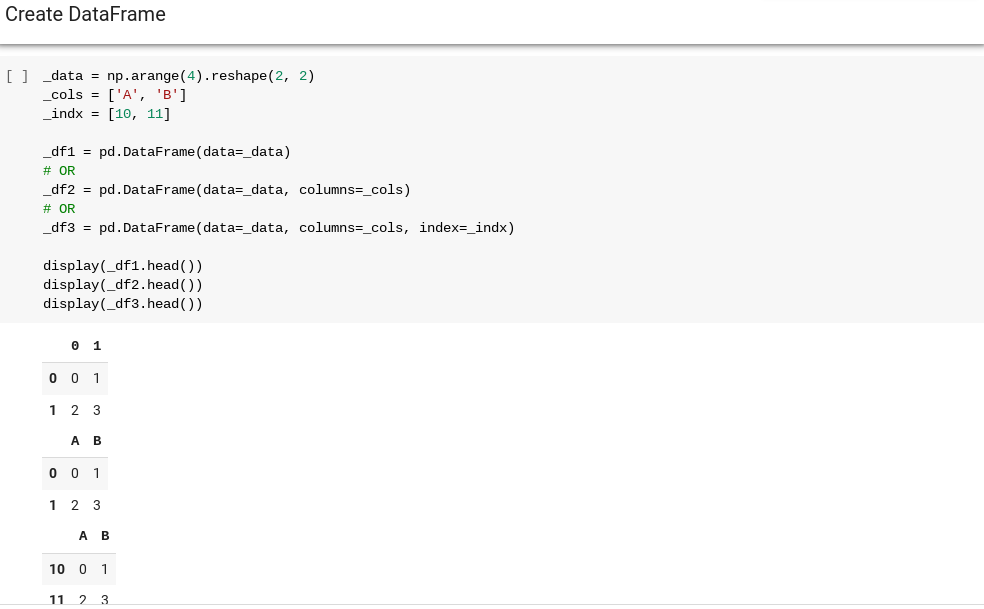 Create DataFrame
[ ] _data = np.arange(4).reshape(2, 2)
_cols = ['A', 'B']
_indx = [10, 11]
_df1 = pd.DataFrame(data=_data)
# OR
_df2 = pd.DataFrame(data=_data, columns=_cols)
# OR
_df3 = pd.DataFrame(data=_data, columns=_cols, index=_indx)
display(_df1.head())
display(_df2.head())
display(_df3.head())
0 1
0 0 1
1 2 3
A B
0 0 1
1 2 3
A B
10 0 1
11 2 3